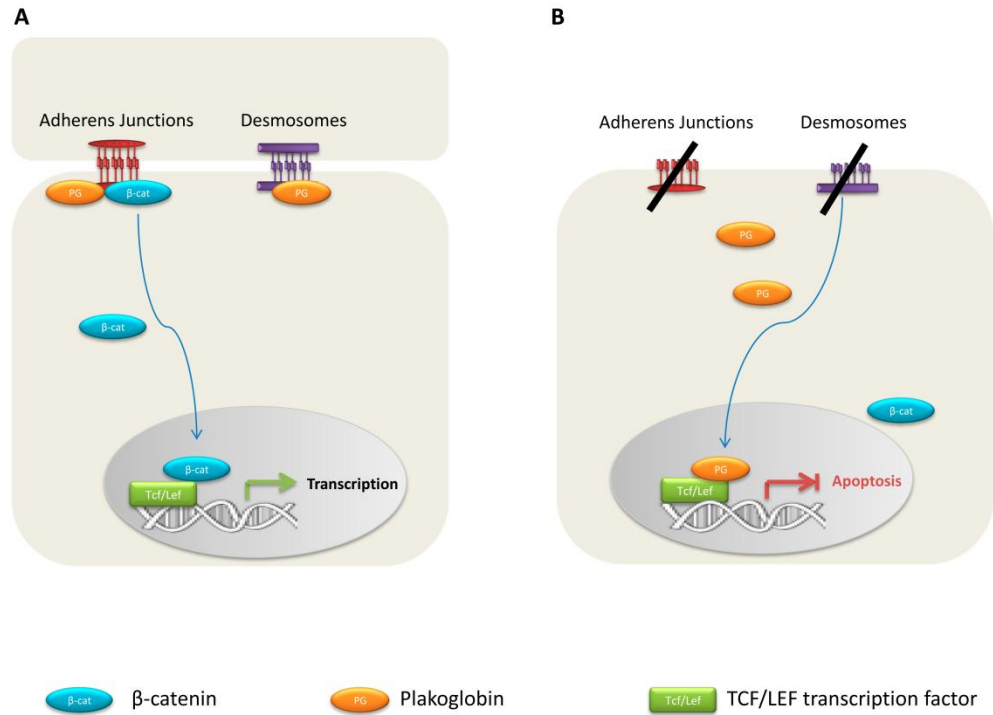 A
B
Adherens Junctions
Desmosomes
Adherens Junctions
Desmosomes
PG
β-cat
PG
PG
PG
β-cat
β-cat
β-cat
Tcf/Lef
Transcription
PG
Tcf/Lef
Apoptosis
β-cat
β-catenin
PG
Plakoglobin
Tcf/Lef
TCF/LEF transcription factor